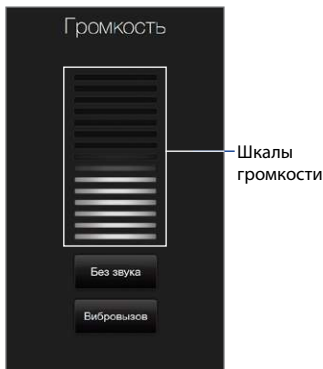 Громкость
Шкалы
громкости
Без звука
Вибровызов